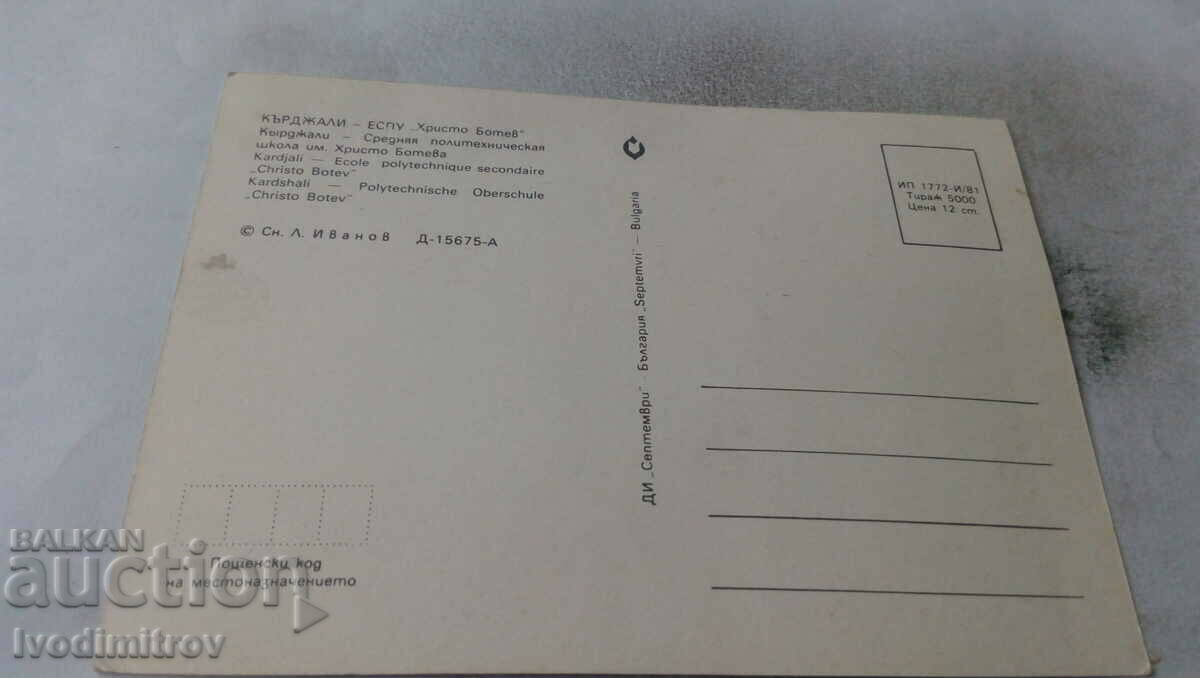 КЪРДЖАЛИ – ЕСПУ „Христо Ботев"
Кырджали – Средняя политехническая
школа им. Христо Ботева
Kardjali — Ecole polytechnique secondaire
„Christo Botev"
Kardshali — Polytechnische Oberschule
„Christo Botev"
© Сн. Л. Иванов Д-15675-А
ДИ „Септември" - България „Septemvri" — Bulgaria
ИП 1772-И/81
Тираж 5000
Цена 12 ст.
Пощенски код
на местоназначението
BALKAN
auction
Ivodimitrov